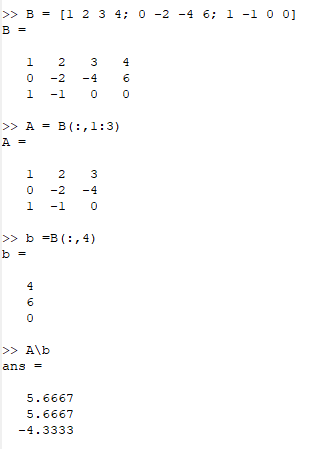 >> B = [1 2 3 4; 0 -2 -4 6; 1 -1 0 0]
B =
1 2 3 4
0 -2 -4 6
1 -1 0 0
>> A = B(:,1:3)
A =
1 2 3
0 -2 -4
1 -1 0
>> b =B(:,4)
b =
4
6
0
>> A\b
ans =
5.6667
5.6667
-4.3333